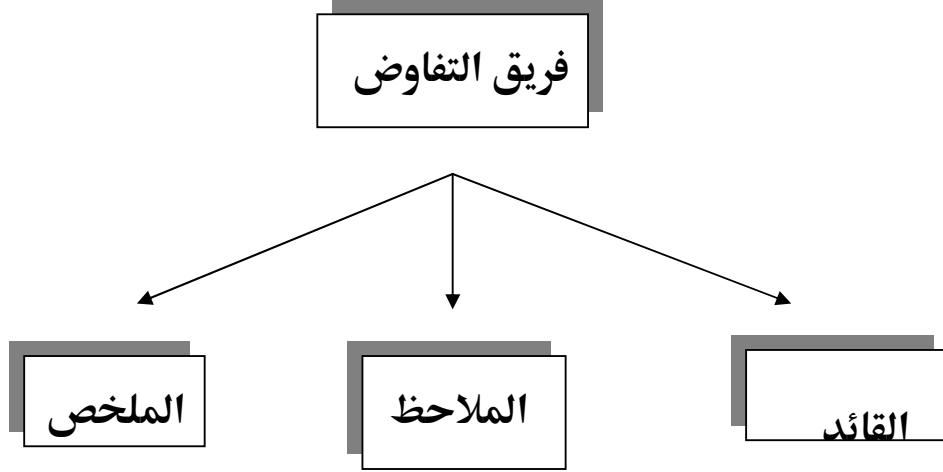 فريق التفاوض
القائد
الملاحظ
الملخص